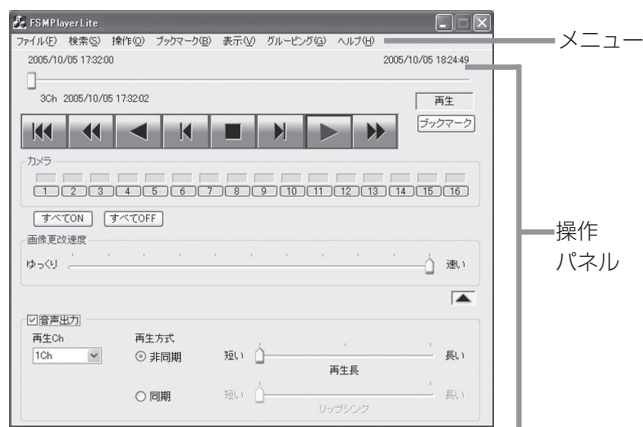 FSMPlayerLite
ファイル(F) 検索(S) 操作(O) ブックマーク(B) 表示(V) グルーピング(G) ヘルプ(H)
メニュー
2005/10/05 17:32:00
2005/10/05 18:24:49
3Ch 2005/10/05 17:32:02
再生
ブックマーク
カメラ
1 2 3 4 5 6 7 8 9 10 11 12 13 14 15 16
すべてON すべてOFF
操作
パネル
画像更改速度
ゆっくり
速い
音声出力
再生Ch
再生方式
1Ch
非同期
短い
長い
再生長
同期
短い
長い
リップシンク